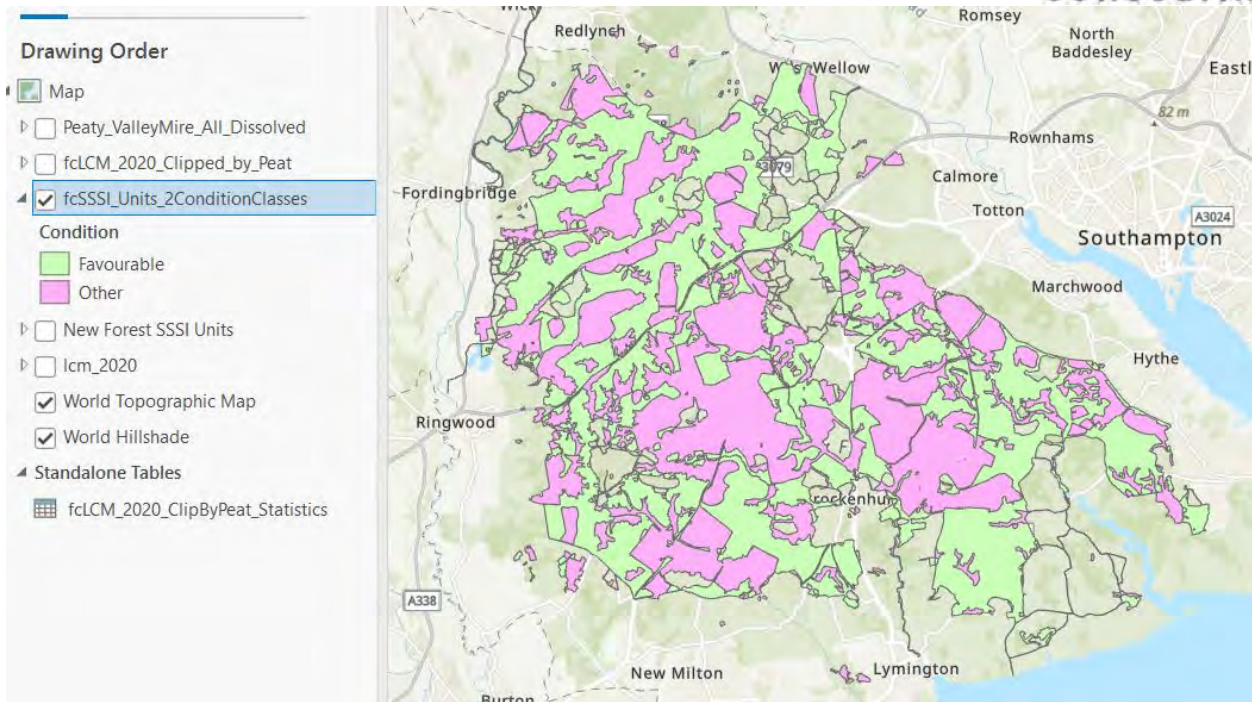 Drawing Order
Map
Peaty_ValleyMire_All_Dissolved
fcLCM_2020_Clipped_by_Peat
fcSSSI_Units_2ConditionClasses
Condition
Favourable
Other
New Forest SSSI Units
lcm_2020
World Topographic Map
World Hillshade
Standalone Tables
fcLCM_2020_ClipByPeat_Statistics
Redlynch
Romsey
North
Baddesley
Wellow
Eastl
82 m
Rownhams
A3079
Calmore
Fordingbridge
Totton
A3024
Southampton
Marchwood
Hythe
Ringwood
rockenhu
A338
New Milton
Lymington
Burton